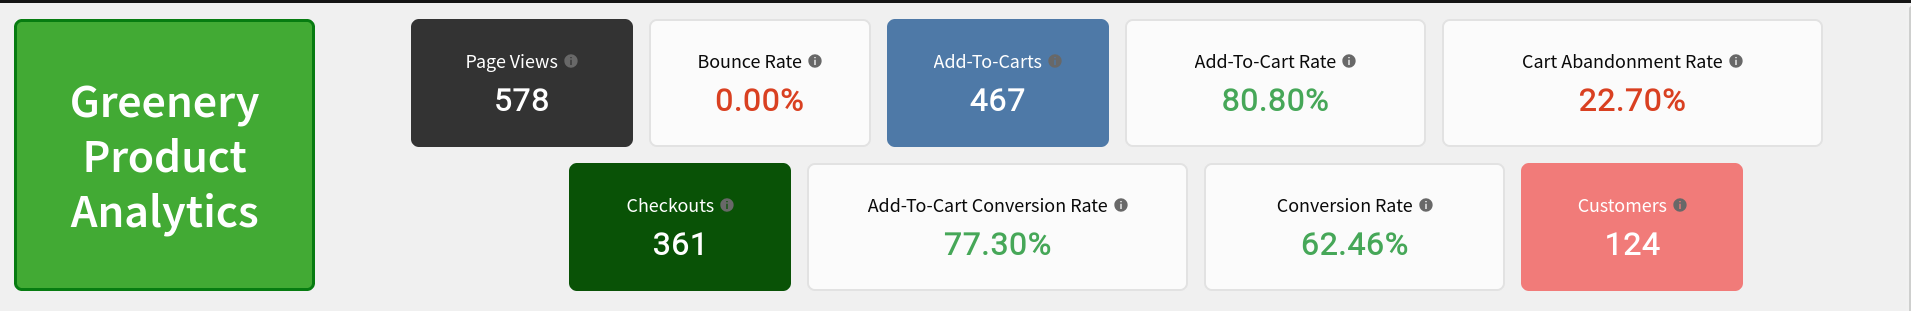 Greenery
Product
Analytics
Page Views
578
Bounce Rate
0.00%
Add-To-Carts
467
Add-To-Cart Rate
80.80%
Cart Abandonment Rate
22.70%
Checkouts
361
Add-To-Cart Conversion Rate
77.30%
Conversion Rate
62.46%
Customers
124